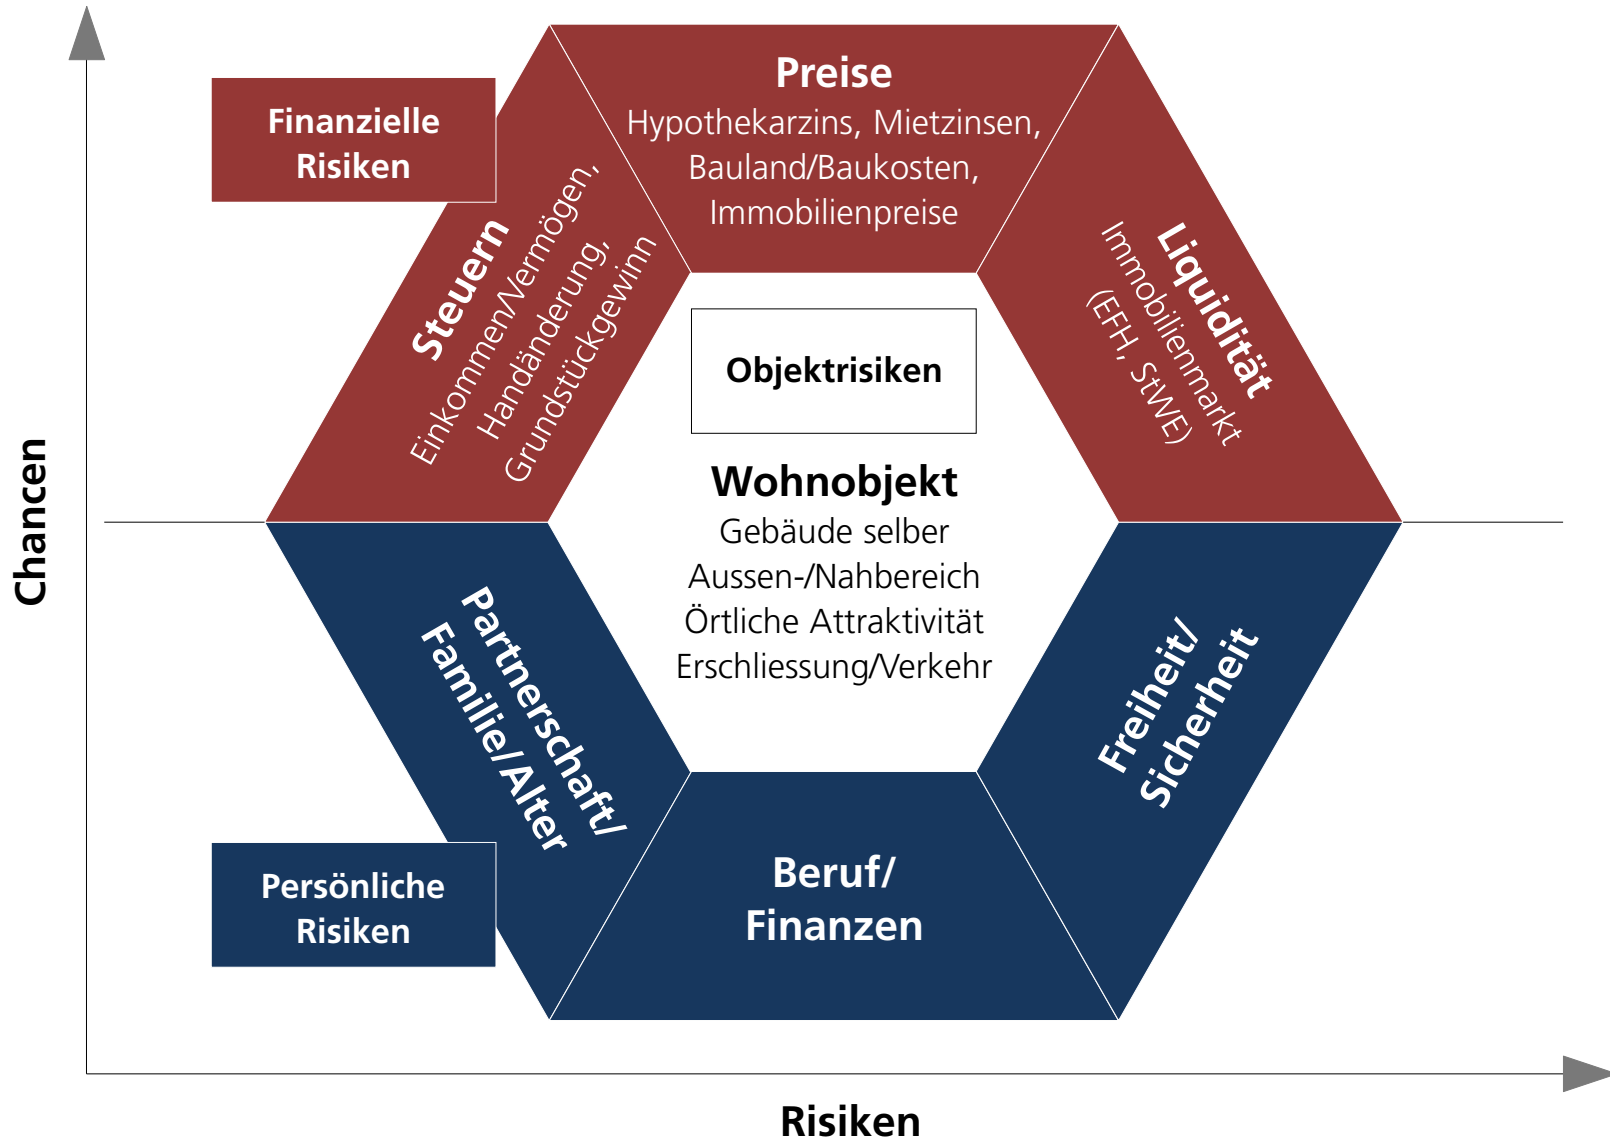 Chancen
Finanzielle
Risiken
Preise
Hypothekarzins, Mietzinsen,
Bauland/Baukosten,
Immobilienpreise
Steuern
Einkommen/Vermögen,
Handänderung,
Grundstückgewinn
Liquidität
Immobilienmarkt
(EFH, StWE)
Objektrisiken
Wohnobjekt
Gebäude selber
Aussen-/Nahbereich
Örtliche Attraktivität
Erschliessung/Verkehr
Partnerschaft/
Familie/Alter
Freiheit/
Sicherheit
Persönliche
Risiken
Beruf/
Finanzen
Risiken